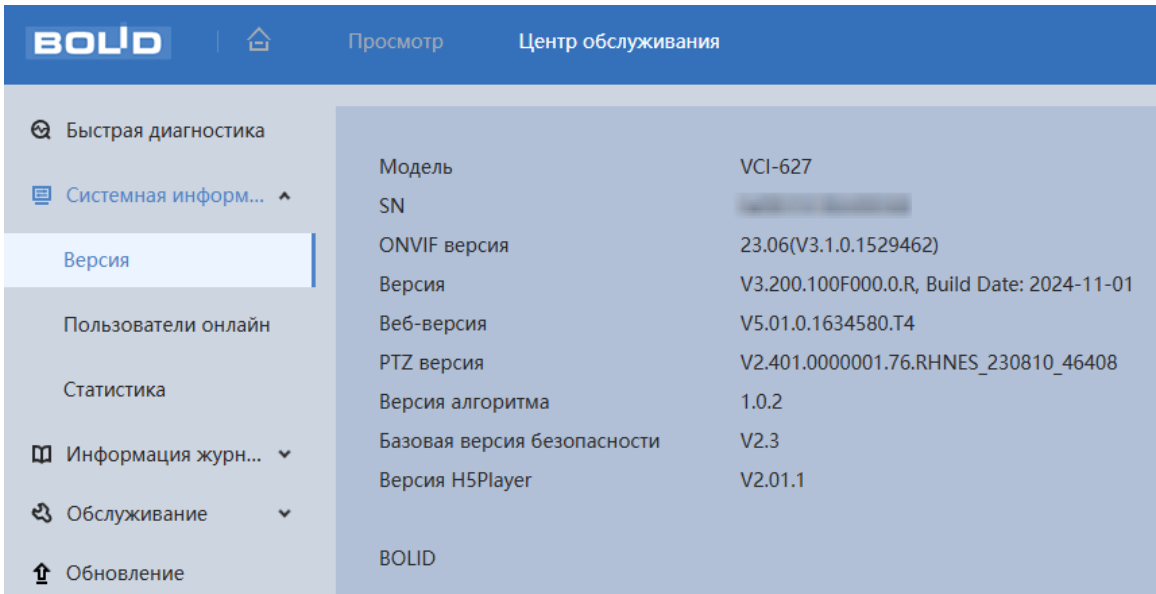 BOLID
Просмотр
Центр обслуживания
Быстрая диагностика
Системная информ...
Версия
Пользователи онлайн
Статистика
Информация журн...
Обслуживание
Обновление
Модель VCI-627
SN
ONVIF версия 23.06(V3.1.0.1529462)
Версия V3.200.100F000.0.R, Build Date: 2024-11-01
Веб-версия V5.01.0.1634580.T4
PTZ версия V2.401.0000001.76.RHNES_230810_46408
Версия алгоритма 1.0.2
Базовая версия безопасности V2.3
Версия H5Player V2.01.1
BOLID